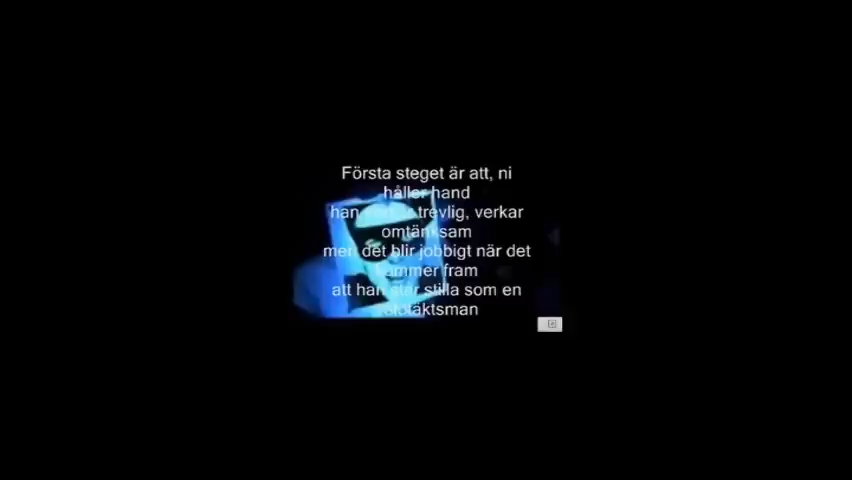 Första steget är att, ni
håller hand
han trevlig, verkar
omtänksam
men det blir jobbigt när det
kommer fram
att han står stilla som en